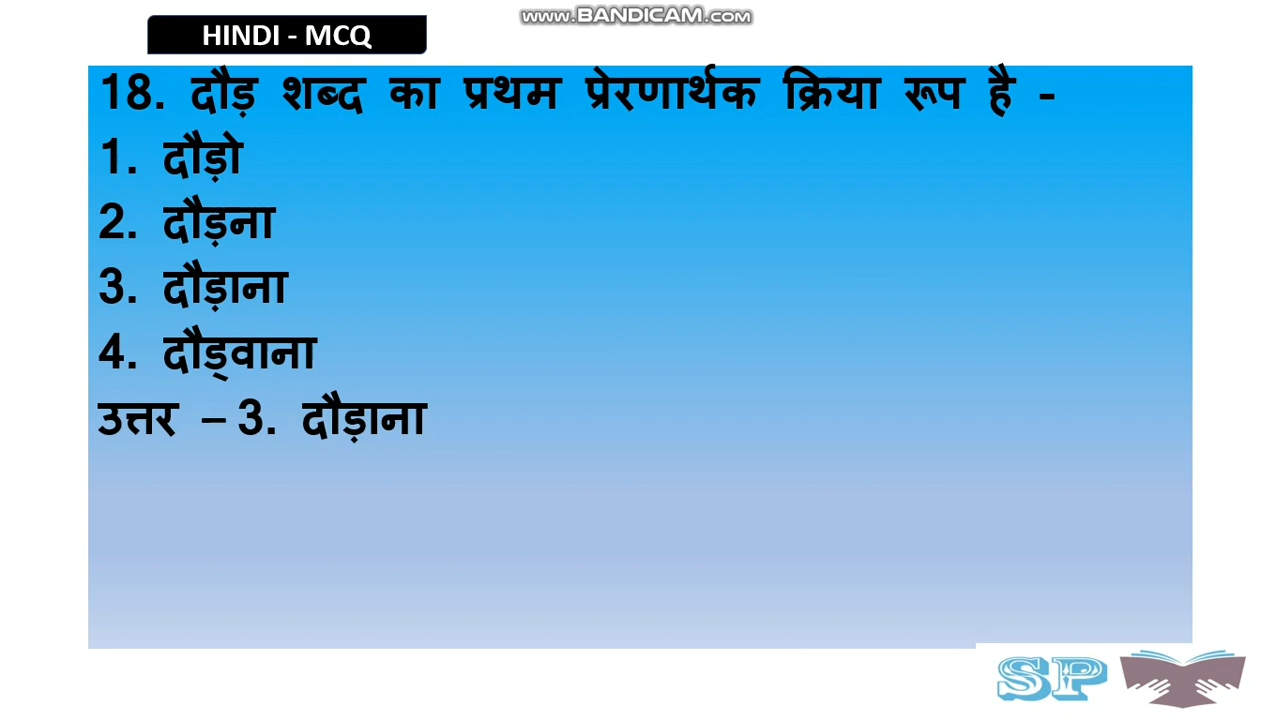 www.BANDICAM.com
HINDI - MCQ
18. दौड़ शब्द का प्रथम प्रेरणार्थक क्रिया रूप है -
1. दौड़ो
2. दौड़ना
3. दौड़ाना
4. दौड़्वाना
उत्तर – 3. दौड़ाना
SP